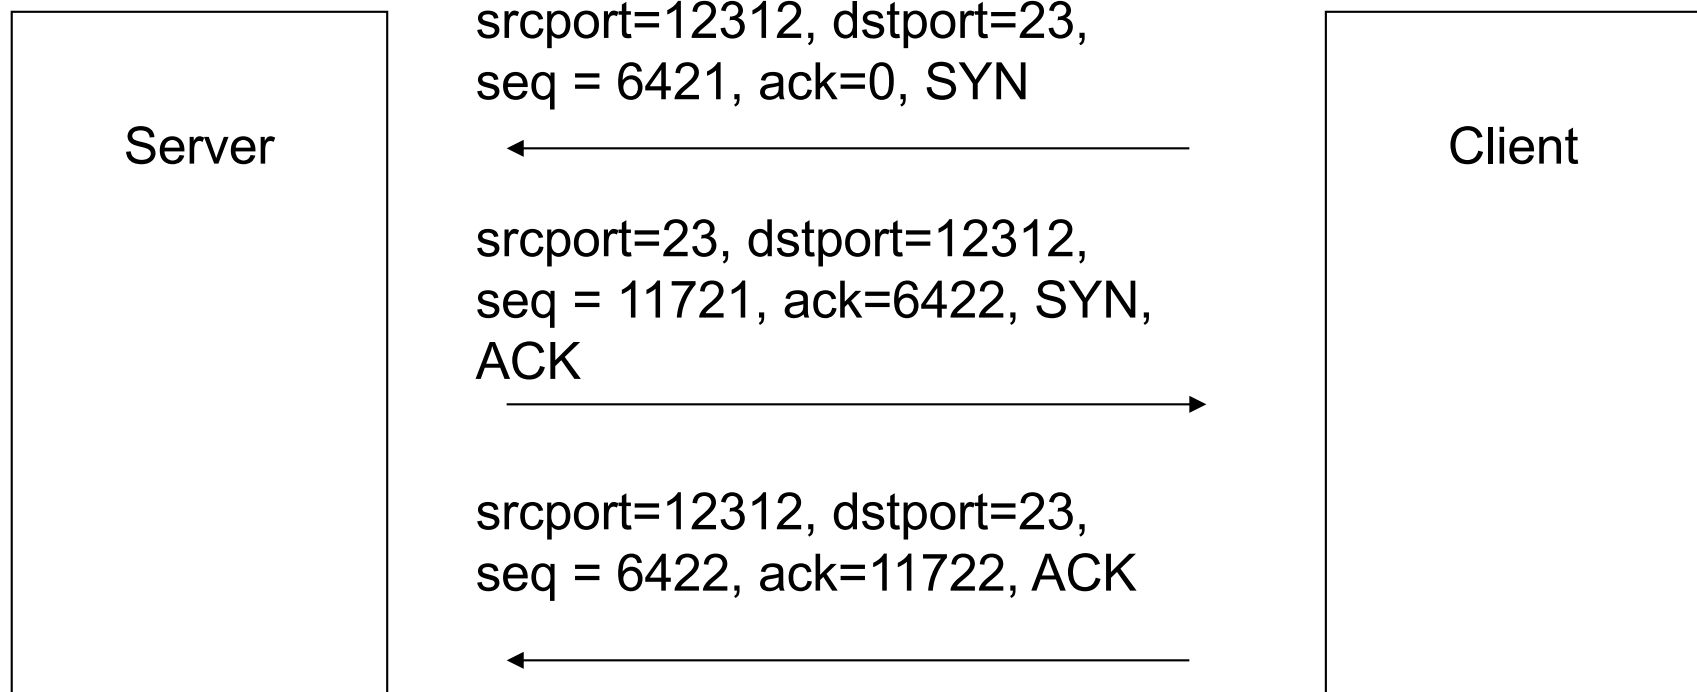 srcport=12312, dstport=23,
seq = 6421, ack=0, SYN
Server
Client
srcport=23, dstport=12312,
seq = 11721, ack=6422, SYN,
ACK
srcport=12312, dstport=23,
seq = 6422, ack=11722, ACK